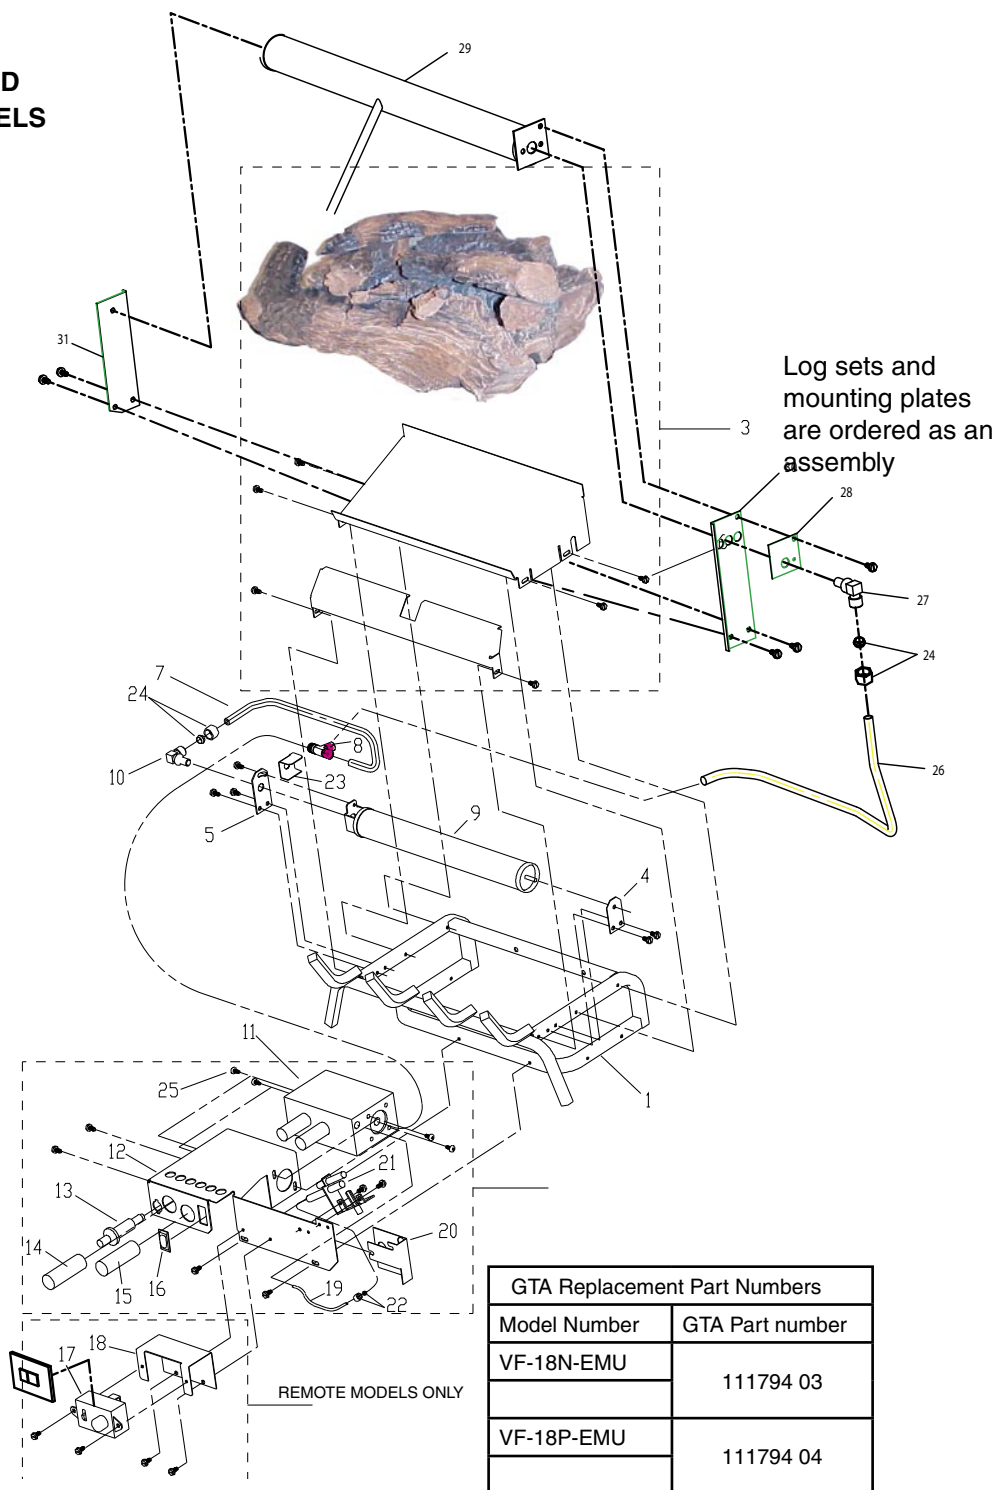 D
ELS
29
31
3
Log sets and
mounting plates
are ordered as an
assembly
28
27
24
7
24
8
10
23
26
5
9
4
11
25
1
12
21
13
20
14
15
16
19
22
18
17
REMOTE MODELS ONLY
GTA Replacement Part Numbers
Model Number GTA Part number
VF-18N-EMU
111794 03
VF-18P-EMU
111794 04